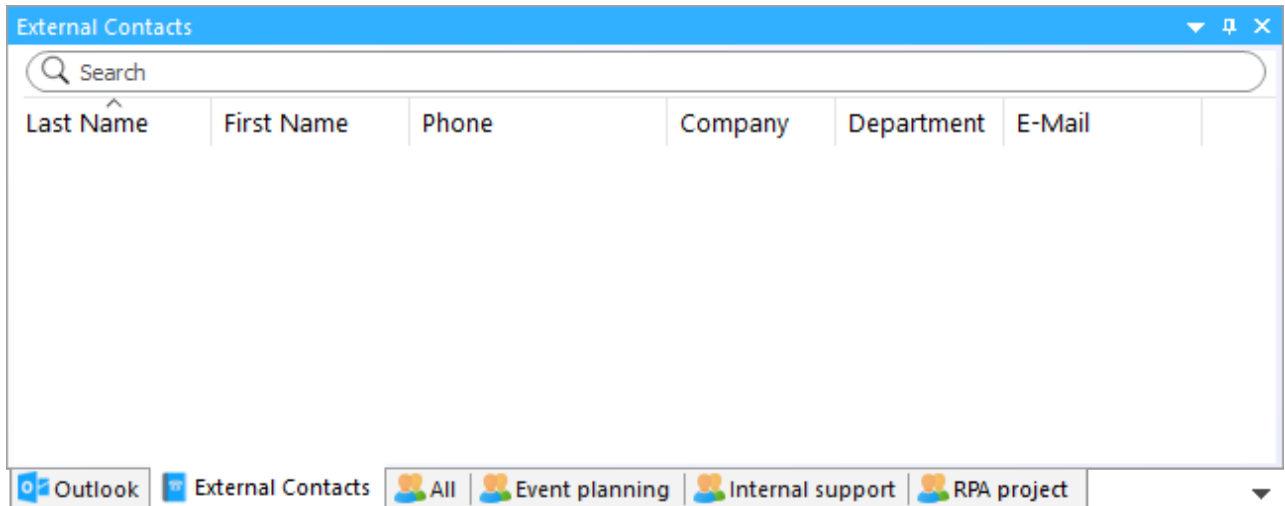 External Contacts
Search
Last Name First Name Phone Company Department E-Mail
Outlook External Contacts All Event planning Internal support RPA project